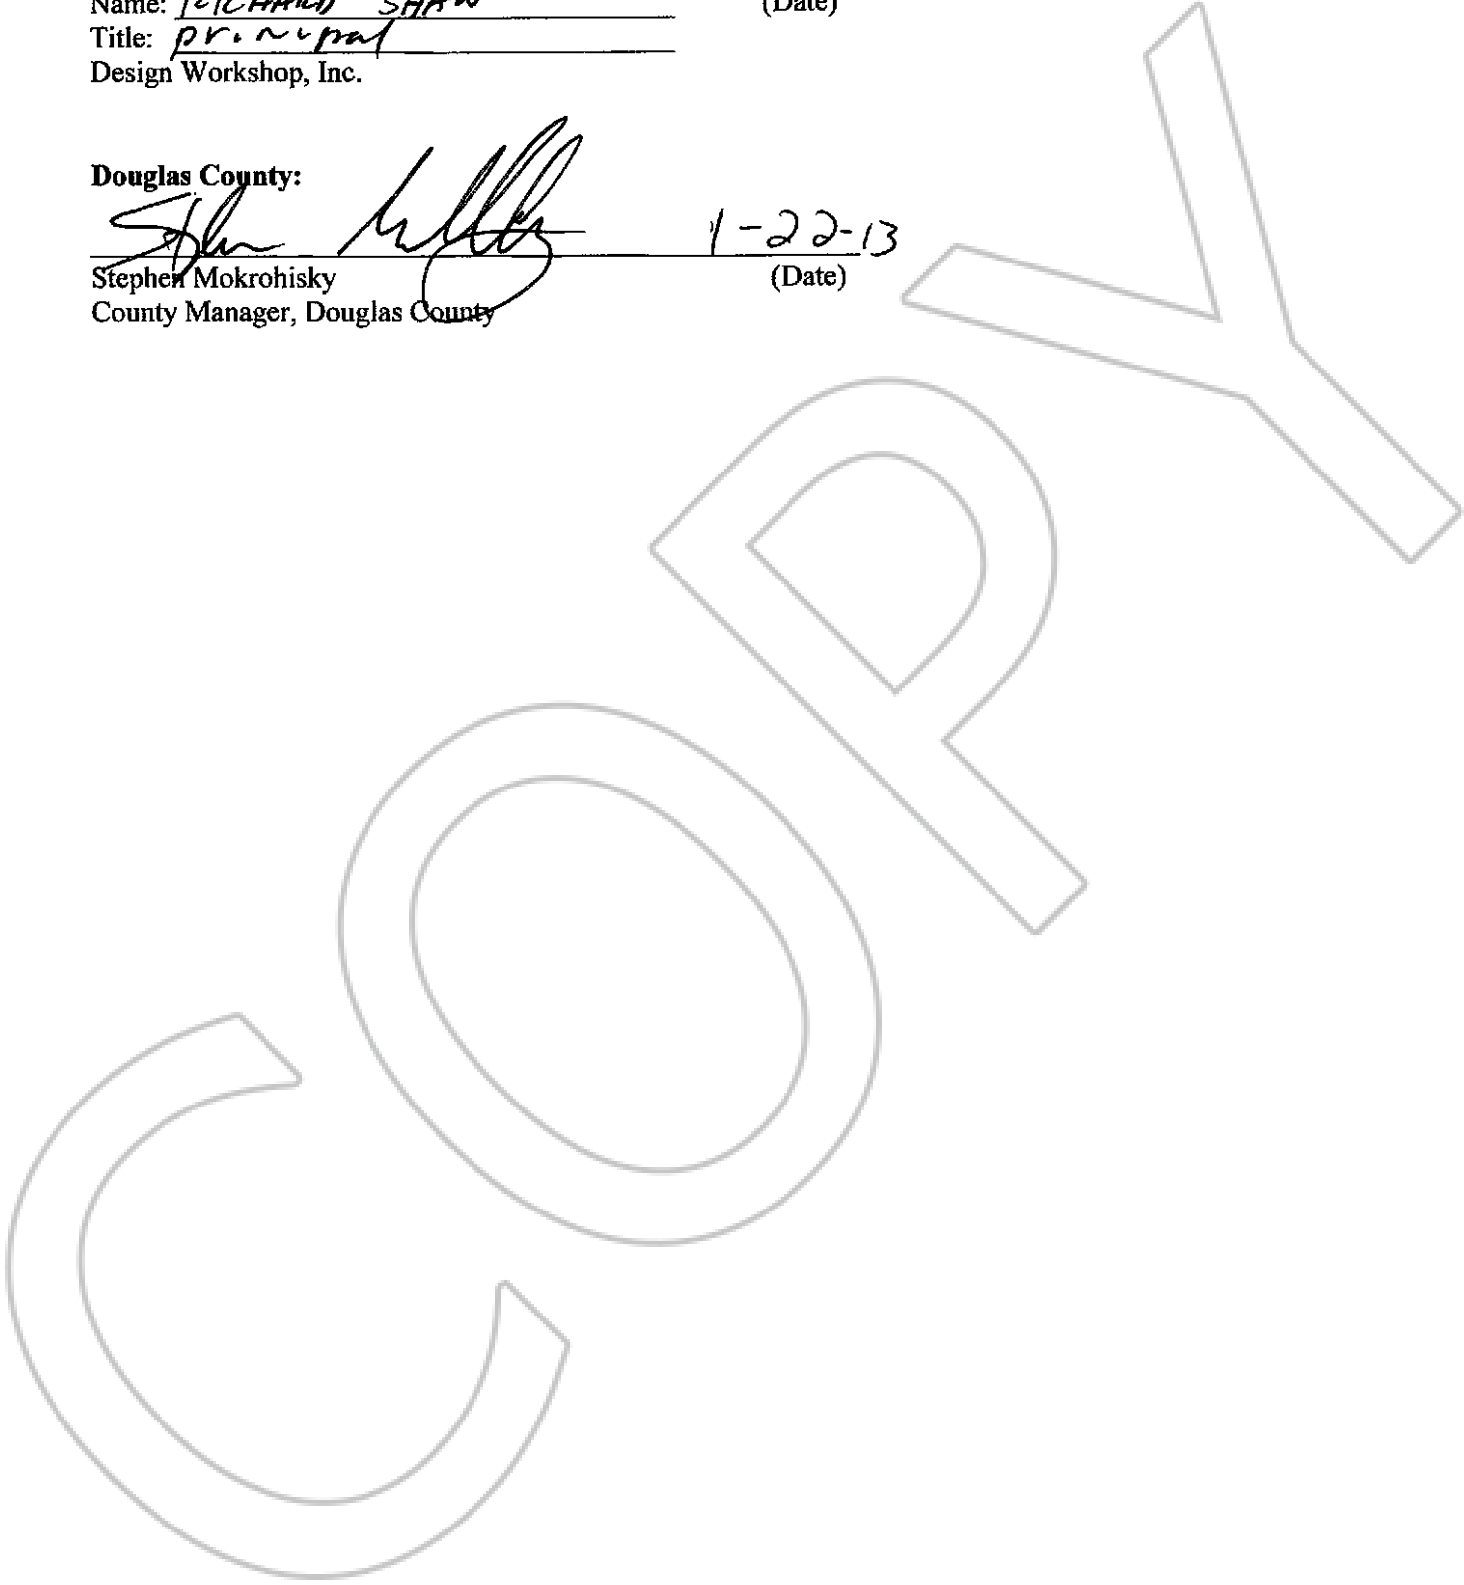 Name: RICHARD SHAW
(Date)
Title: principal
Design Workshop, Inc.
Douglas County:
1-22-13
Stephen Mokrohisky
(Date)
County Manager, Douglas County
COPY